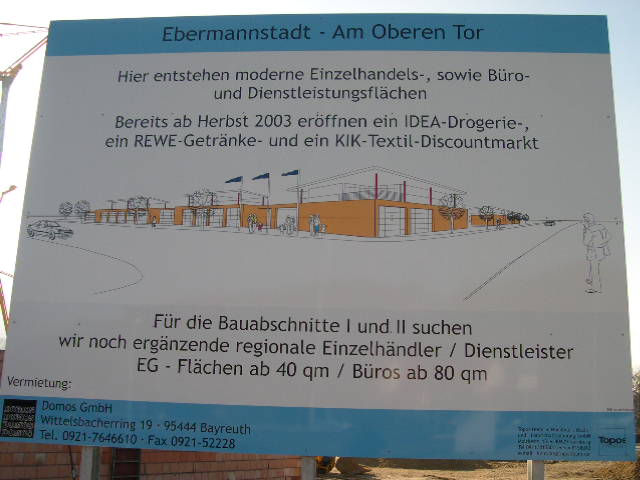 Ebermannstadt - Am Oberen Tor
Hier entstehen moderne Einzelhandels-, sowie Büro-
und Dienstleistungsflächen
Bereits ab Herbst 2003 eröffnen ein IDEA-Drogerie-,
ein REWE-Getränke- und ein KIK-Textil-Discountmarkt
Für die Bauabschnitte I und II suchen
wir noch ergänzende regionale Einzelhändler / Dienstleister
EG - Flächen ab 40 qm / Büros ab 80 qm
Vermietung:
Domos GmbH
Wittelsbacherring 19 - 95444 Bayreuth
Tel. 0921-7646610 · Fax 0921-52228
Topos